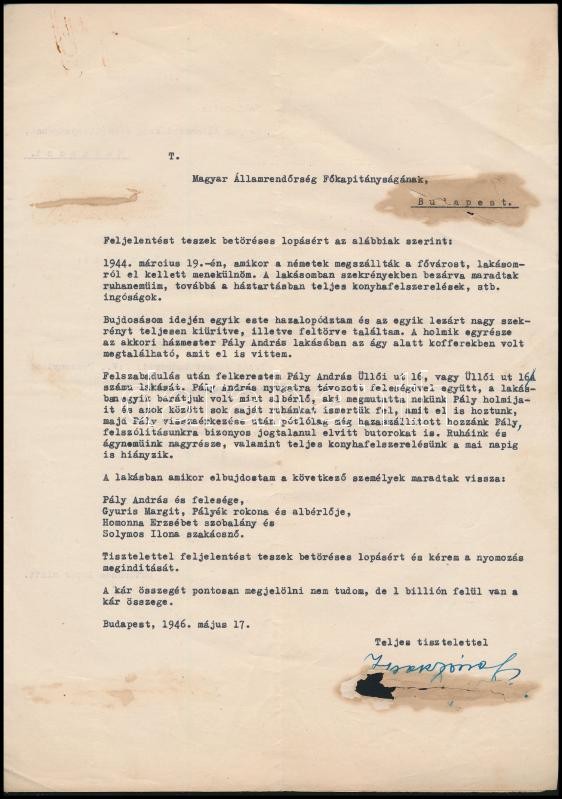 T.
Magyar Államrendőrség Főkapitányságának,
Budapest.
Feljelentést teszek betöréses lopásért az alábbiak szerint:
1944. március 19.-én, amikor a németek megszállták a fővárost, lakásom-
ról el kellett menekülnöm. A lakásomban szekrényekben bezárva maradtak
ruhanemüim, továbbá a háztartásban teljes konyhafelszerelések, stb.
ingóságok.
Bujdosásom idején egyik este hazalopództam és az egyik lezárt nagy szek-
rényt teljesen kiüritve, illetve feltörve találtam. A holmik egyrésze
az akkori házmester Pály András lakásában az ágy alatt kofferekben volt
megtalálható, amit el is vittem.
Felszabadulás után felkerestem Pály András Üllői ut 16, vagy Üllői ut 16/
számu lakását. Pály András nyugatra távozott feleségével együtt, a lakás-
ban egyik barátjuk volt mint albérlő, aki megmutatta nekünk Pály holmija-
it és azok között sok saját ruhánkat ismertük fel, amit el is hoztunk,
majd Pály visszaérkezése után pótlólag még hazaszállitott hozzánk Pály,
felszólitásunkra bizonyos jogtalanul elvitt butorokat is. Ruháink és
ágynemüink nagyrésze, valamint teljes konyhafelszerelésünk a mai napig
is hiányzik.
A lakásban amikor elbujdostam a következő személyek maradtak vissza:
Pály András és felesége,
Gyuris Margit, Pályék rokona és albérlője,
Homonna Erzsébet szobalány és
Solymos Ilona szakácsnő.
Tisztelettel feljelentést teszek betöréses lopásért és kérem a nyomozás
meginditását.
A kár összegét pontosan megjelölni nem tudom, de 1 billión felül van a
kár összege.
Budapest, 1946. május 17.
Teljes tisztelettel